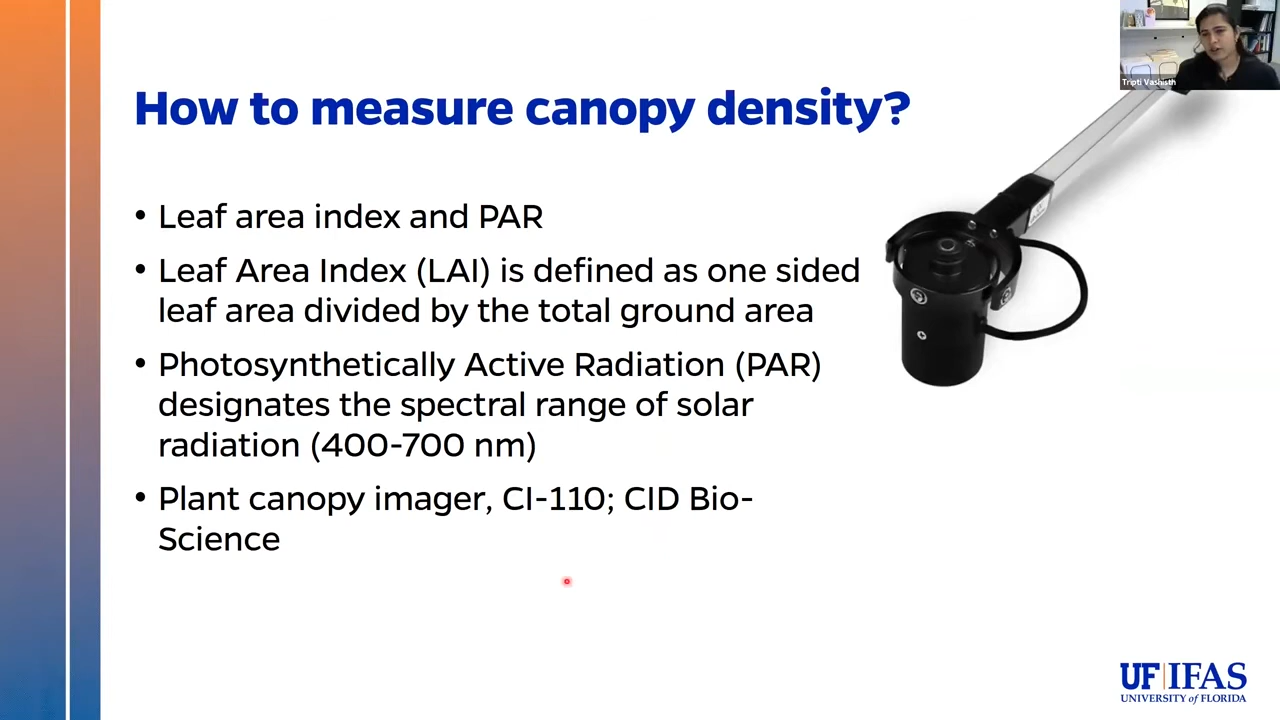 Tripti Vashisth
How to measure canopy density?
• Leaf area index and PAR
• Leaf Area Index (LAI) is defined as one sided
leaf area divided by the total ground area
• Photosynthetically Active Radiation (PAR)
designates the spectral range of solar
radiation (400-700 nm)
• Plant canopy imager, CI-110; CID Bio-
Science
UF|IFAS
UNIVERSITY of FLORIDA